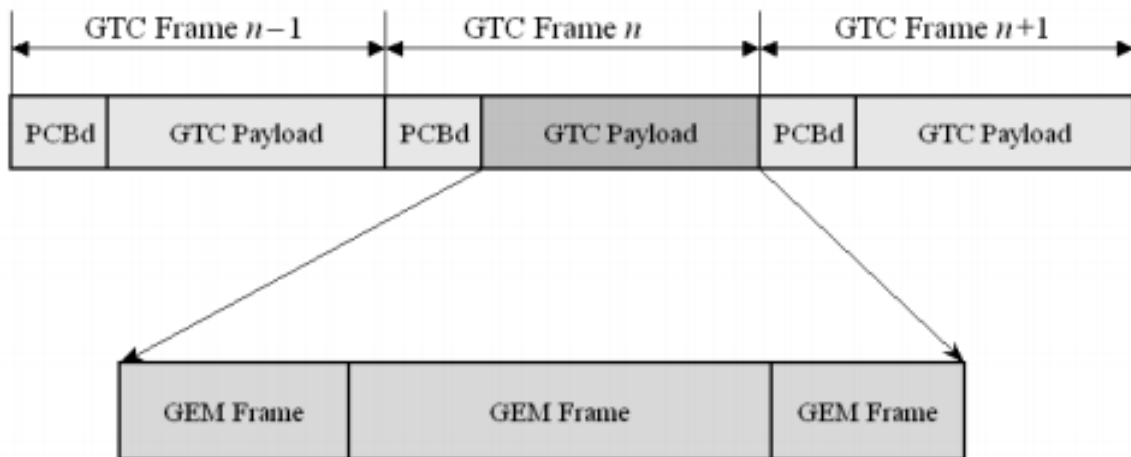 GTC Frame n–1 GTC Frame n GTC Frame n+1
PCBd GTC Payload PCBd GTC Payload PCBd GTC Payload
GEM Frame GEM Frame GEM Frame